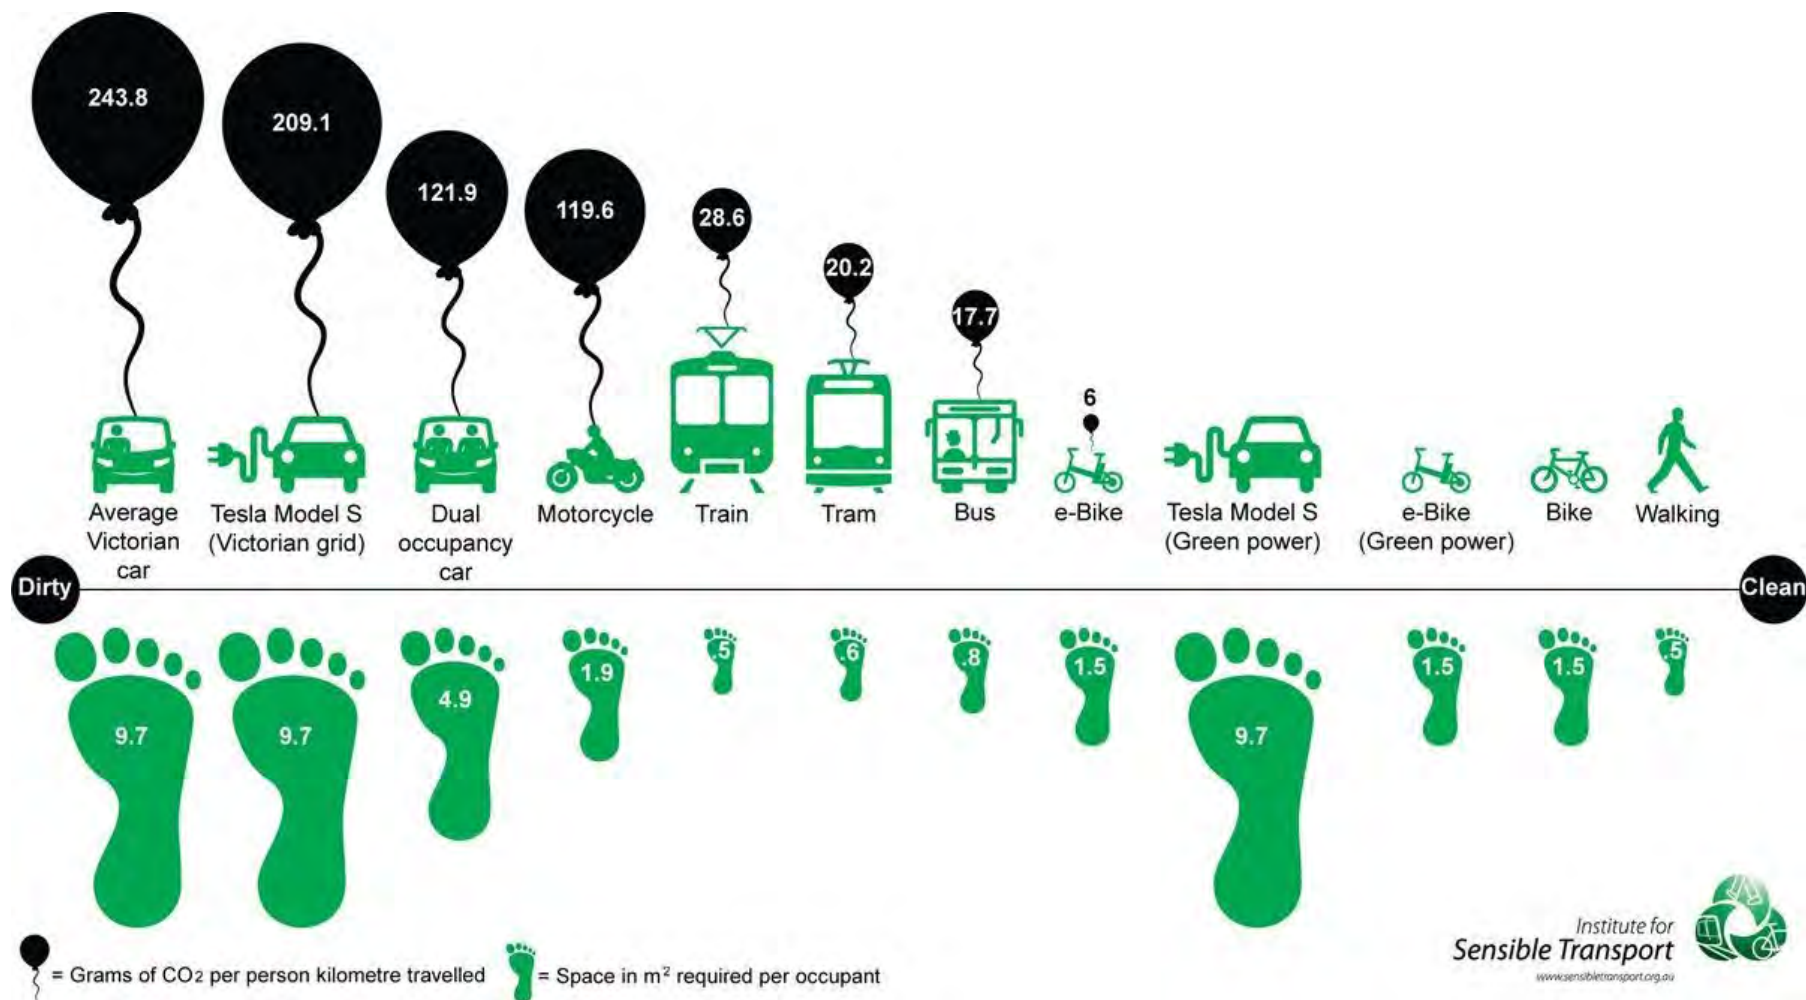 243.8
209.1
121.9
119.6
28.6
20.2
17.7
6
Average
Victorian
car
Tesla Model S
(Victorian grid)
Dual
occupancy
car
Motorcycle
Train
Tram
Bus
e-Bike
Tesla Model S
(Green power)
e-Bike
(Green power)
Bike
Walking
Dirty
Clean
9.7
9.7
4.9
1.9
.5
.6
.8
1.5
9.7
1.5
1.5
.5
= Grams of CO2 per person kilometre travelled
= Space in m² required per occupant
Institute for
Sensible Transport
www.sensibletransport.org.au